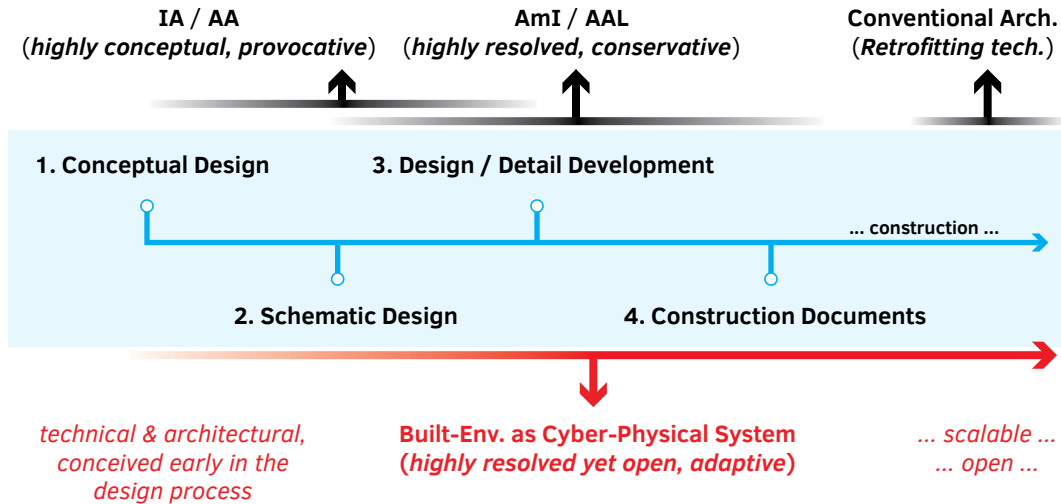 IA / AA
(highly conceptual, provocative)
AmI / AAL
(highly resolved, conservative)
Conventional Arch.
(Retrofitting tech.)
1. Conceptual Design
3. Design / Detail Development
... construction ...
2. Schematic Design
4. Construction Documents
technical & architectural,
conceived early in the
design process
Built-Env. as Cyber-Physical System
(highly resolved yet open, adaptive)
... scalable ...
... open ...